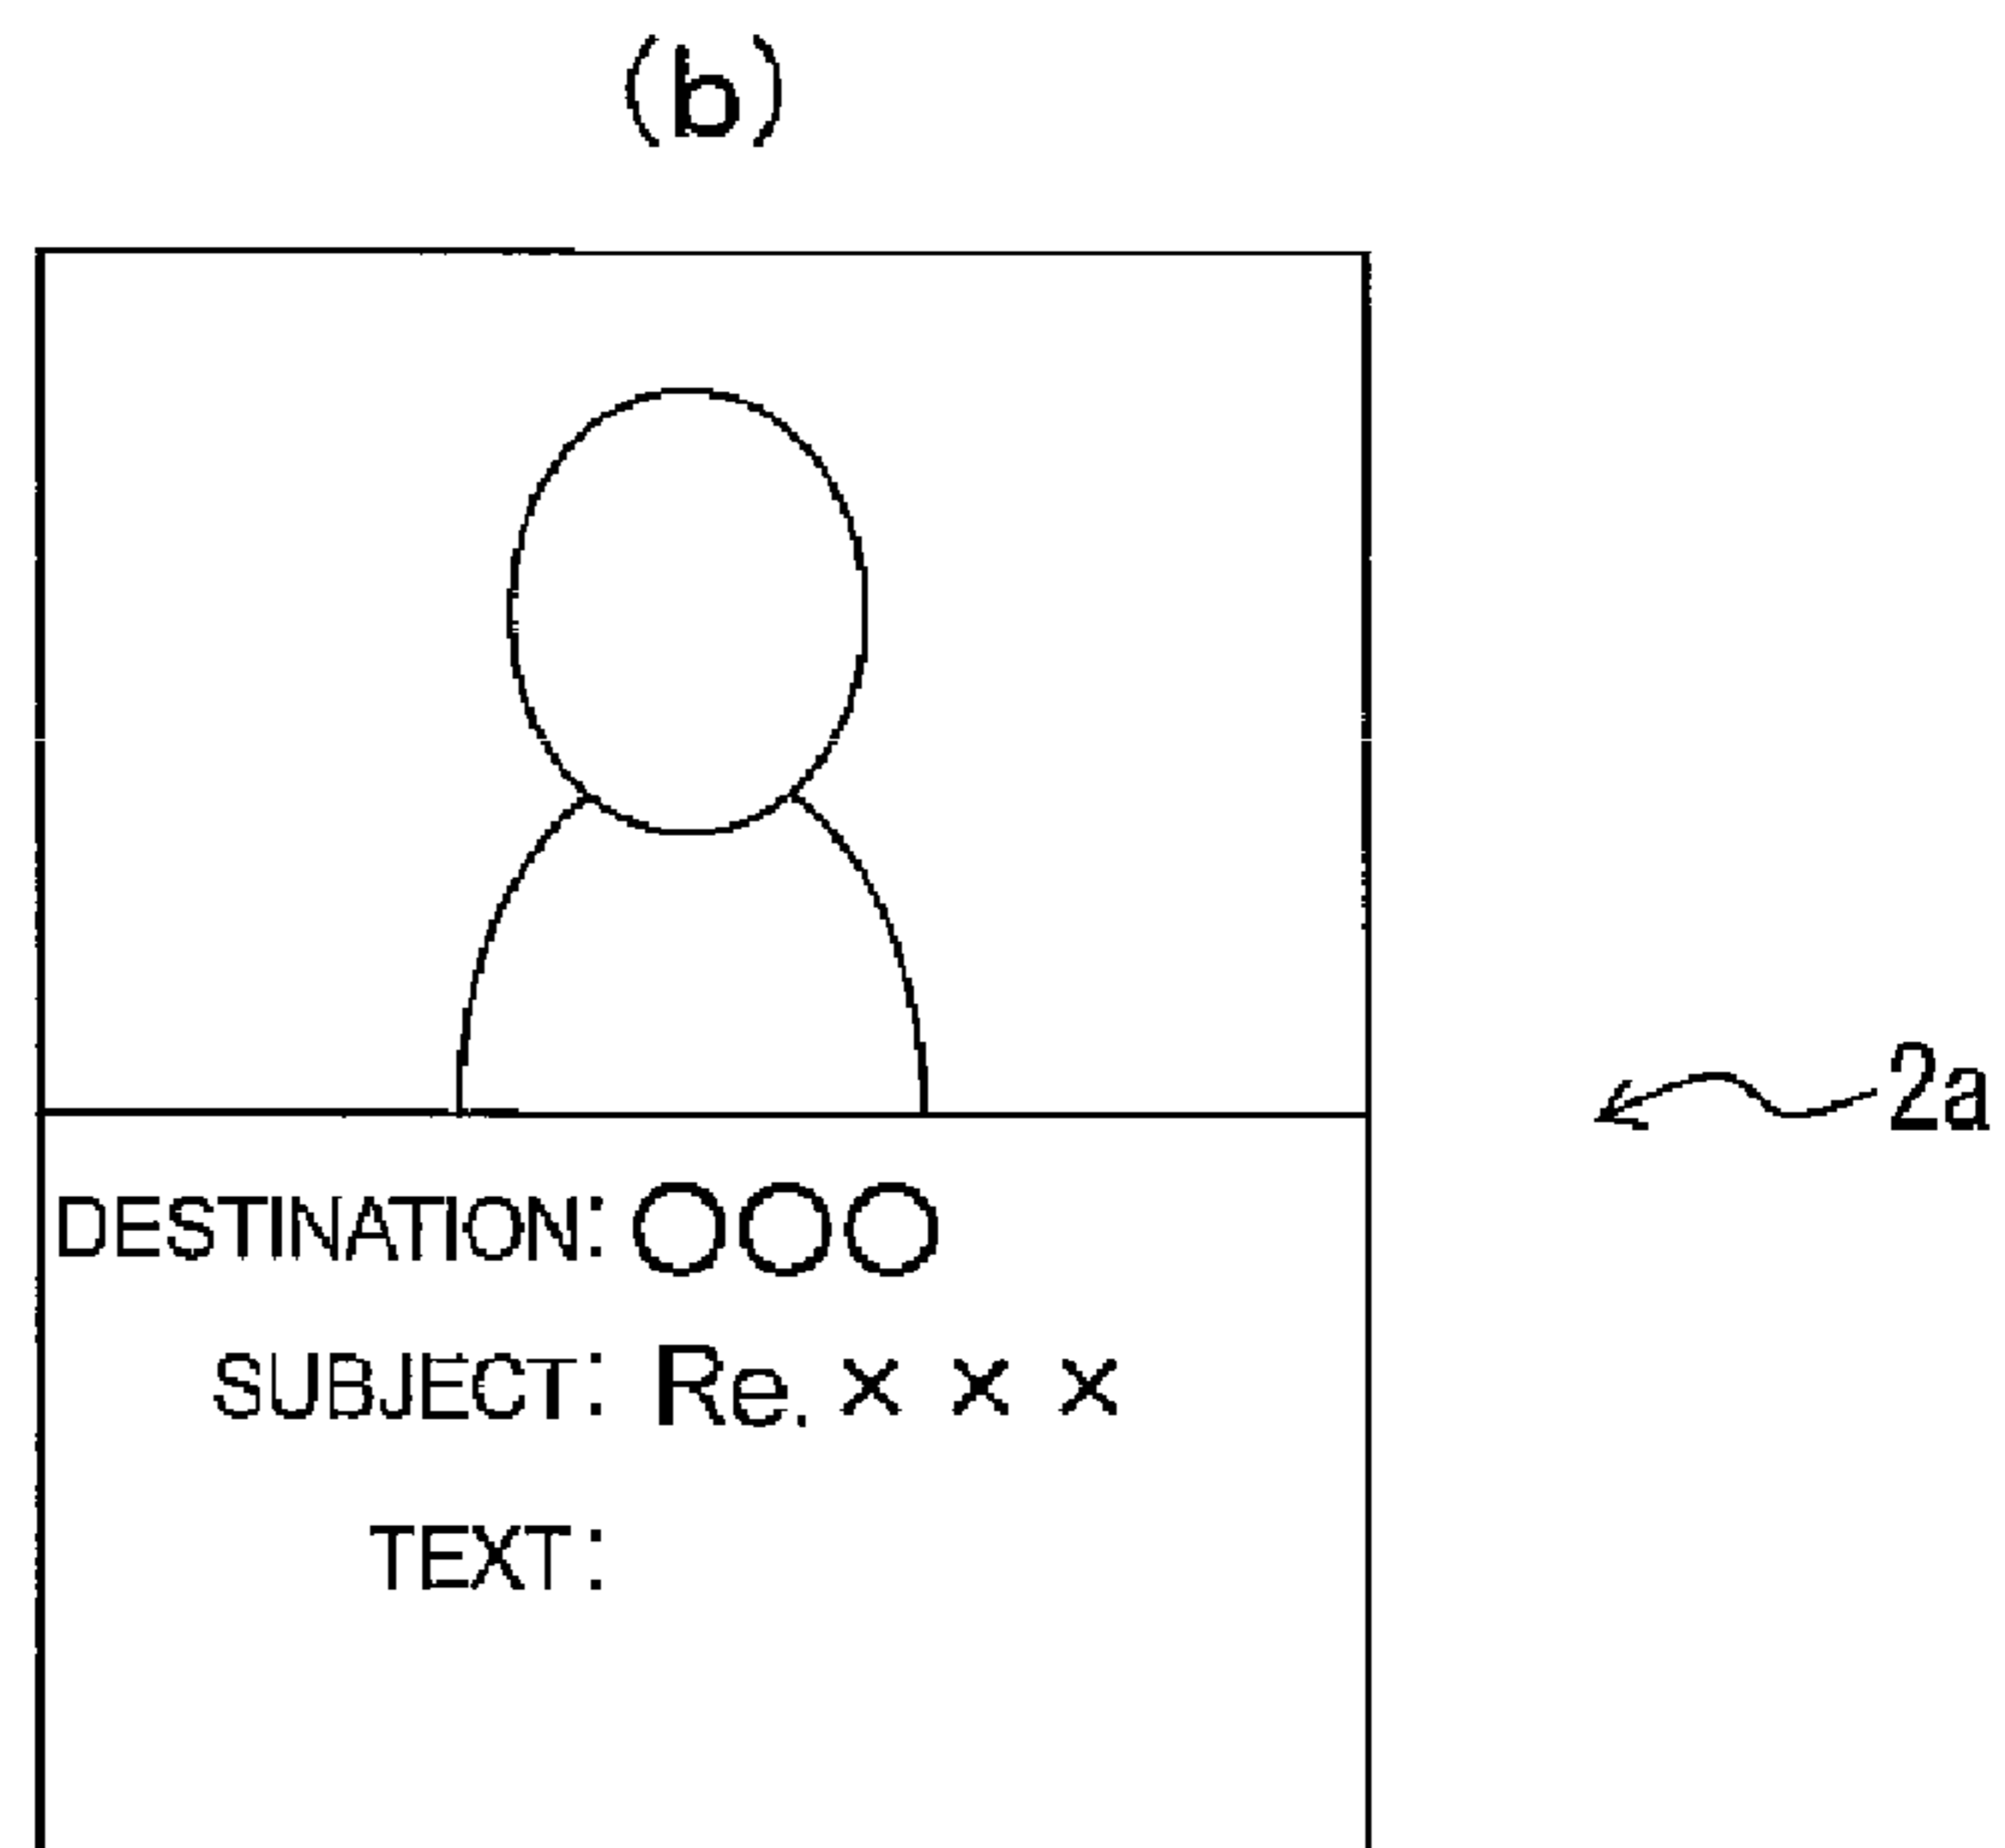 (b)
2a
DESTINATION: ○○○
SUBJECT: Re. × × ×
TEXT: